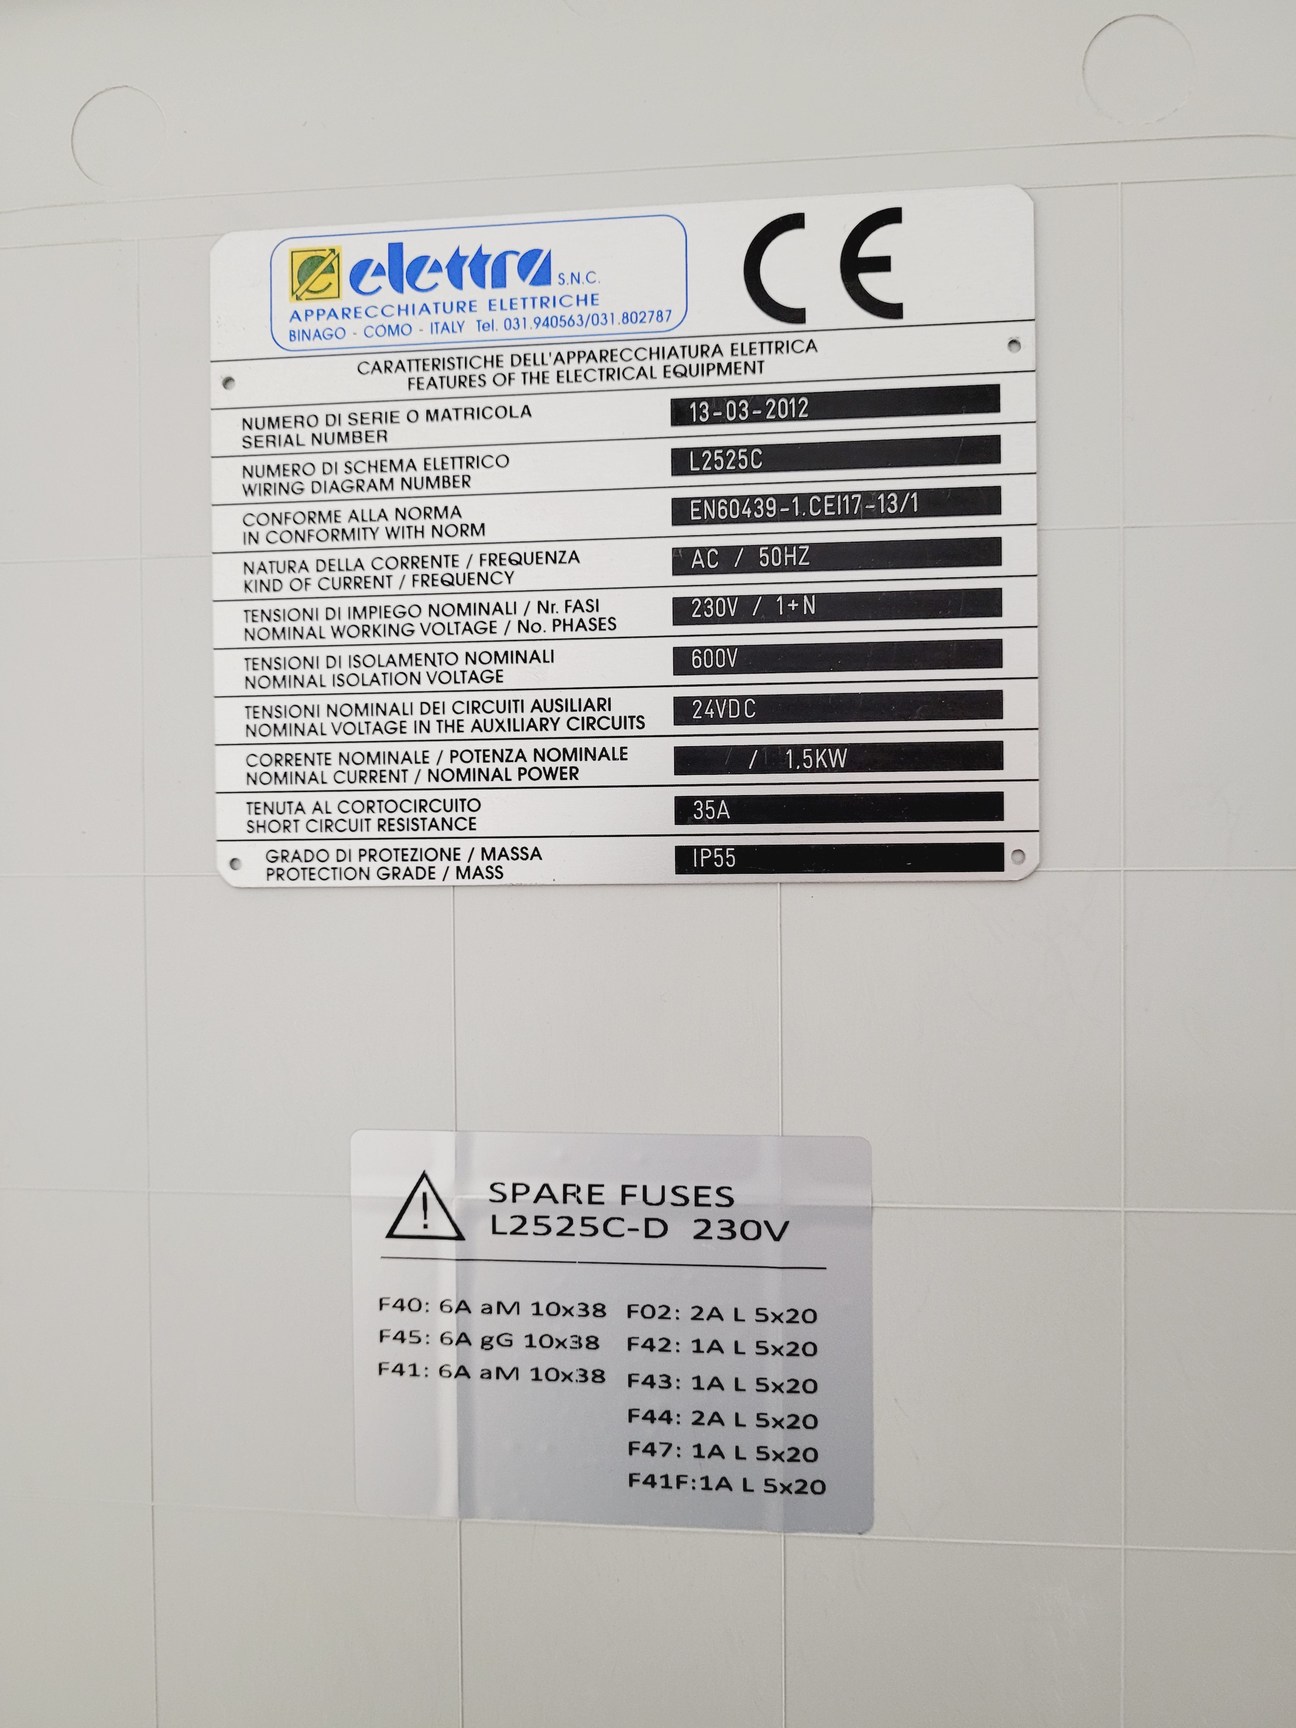 elettra S.N.C.
APPARECCHIATURE ELETTRICHE
BINAGO - COMO - ITALY Tel. 031.940563/031.802787
CE
CARATTERISTICHE DELL'APPARECCHIATURA ELETTRICA
FEATURES OF THE ELECTRICAL EQUIPMENT
NUMERO DI SERIE O MATRICOLA
SERIAL NUMBER
13-03-2012
NUMERO DI SCHEMA ELETTRICO
WIRING DIAGRAM NUMBER
L2525C
CONFORME ALLA NORMA
IN CONFORMITY WITH NORM
EN60439-1.CEI17-13/1
NATURA DELLA CORRENTE / FREQUENZA
KIND OF CURRENT / FREQUENCY
AC / 50HZ
TENSIONI DI IMPIEGO NOMINALI / Nr. FASI
NOMINAL WORKING VOLTAGE / No. PHASES
230V / 1+N
TENSIONI DI ISOLAMENTO NOMINALI
NOMINAL ISOLATION VOLTAGE
600V
TENSIONI NOMINALI DEI CIRCUITI AUSILIARI
NOMINAL VOLTAGE IN THE AUXILIARY CIRCUITS
24VDC
CORRENTE NOMINALE / POTENZA NOMINALE
NOMINAL CURRENT / NOMINAL POWER
/ 1,5KW
TENUTA AL CORTOCIRCUITO
SHORT CIRCUIT RESISTANCE
35A
GRADO DI PROTEZIONE / MASSA
PROTECTION GRADE / MASS
IP55
SPARE FUSES
L2525C-D 230V
F40: 6A aM 10x38
F45: 6A gG 10x38
F41: 6A aM 10x38
F02: 2A L 5x20
F42: 1A L 5x20
F43: 1A L 5x20
F44: 2A L 5x20
F47: 1A L 5x20
F41F:1A L 5x20